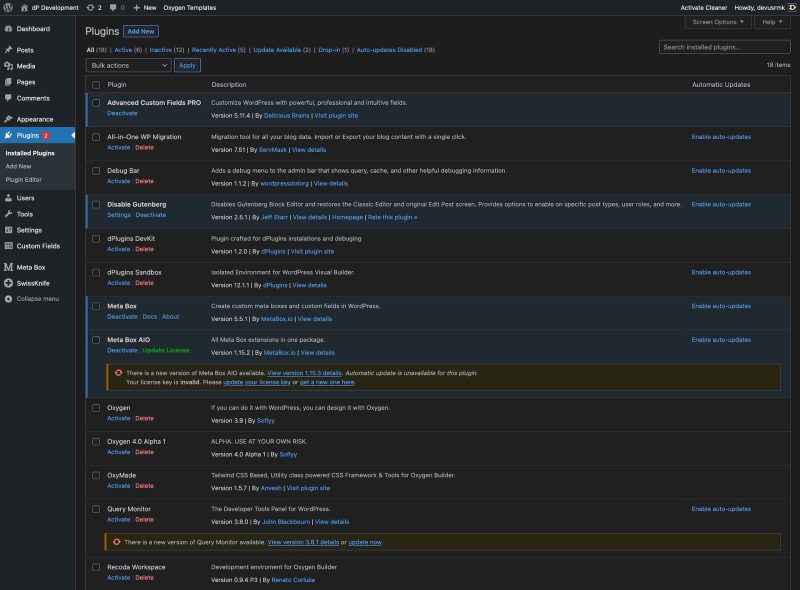 dP Development 2 0 New Oxygen Templates Activate Cleaner Howdy, devusrmk
Screen Options Help
Dashboard
Posts
Media
Pages
Comments
Appearance
Plugins 2
Installed Plugins
Add New
Plugin Editor
Users
Tools
Settings
Custom Fields
Meta Box
SwissKnife
Collapse menu
Plugins Add New
All (18) | Active (6) | Inactive (12) | Recently Active (5) | Update Available (2) | Drop-in (1) | Auto-updates Disabled (18)
Search installed plugins...
Bulk actions Apply
18 items
Plugin Description Automatic Updates
Advanced Custom Fields PRO Customize WordPress with powerful, professional and intuitive fields.
Deactivate Version 5.11.4 | By Delicious Brains | Visit plugin site
All-in-One WP Migration Migration tool for all your blog data. Import or Export your blog content with a single click. Enable auto-updates
Activate | Delete Version 7.51 | By ServMask | View details
Debug Bar Adds a debug menu to the admin bar that shows query, cache, and other helpful debugging information. Enable auto-updates
Activate | Delete Version 1.1.2 | By wordpressdotorg | View details
Disable Gutenberg Disables Gutenberg Block Editor and restores the Classic Editor and original Edit Post screen. Provides options to enable on specific post types, user roles, and more. Enable auto-updates
Settings | Deactivate Version 2.5.1 | By Jeff Starr | View details | Homepage | Rate this plugin »
dPlugins DevKit Plugin crafted for dPlugins instalations and debuging
Activate | Delete Version 1.2.0 | By dPlugins | Visit plugin site
dPlugins Sandbox Isolated Environment for WordPress Visual Builder. Enable auto-updates
Activate | Delete Version 12.1.1 | By dPlugins | View details
Meta Box Create custom meta boxes and custom fields in WordPress. Enable auto-updates
Deactivate | Docs | About Version 5.5.1 | By MetaBox.io | View details
Meta Box AIO All Meta Box extensions in one package. Enable auto-updates
Deactivate | Update License Version 1.15.2 | By MetaBox.io | View details
There is a new version of Meta Box AIO available. View version 1.15.3 details. Automatic update is unavailable for this plugin.
Your license key is invalid. Please update your license key or get a new one here.
Oxygen If you can do it with WordPress, you can design it with Oxygen.
Activate | Delete Version 3.9 | By Soflyy
Oxygen 4.0 Alpha 1 ALPHA. USE AT YOUR OWN RISK.
Activate | Delete Version 4.0 Alpha 1 | By Soflyy
OxyMade Tailwind CSS Based, Utility class powered CSS Framework & Tools for Oxygen Builder.
Activate | Delete Version 1.5.7 | By Anvesh | Visit plugin site
Query Monitor The Developer Tools Panel for WordPress. Enable auto-updates
Activate | Delete Version 3.8.0 | By John Blackbourn | View details
There is a new version of Query Monitor available. View version 3.8.1 details or update now.
Recoda Workspace Development enviroment for Oxygen Builder
Activate | Delete Version 0.9.4 P3 | By Renato Corluka